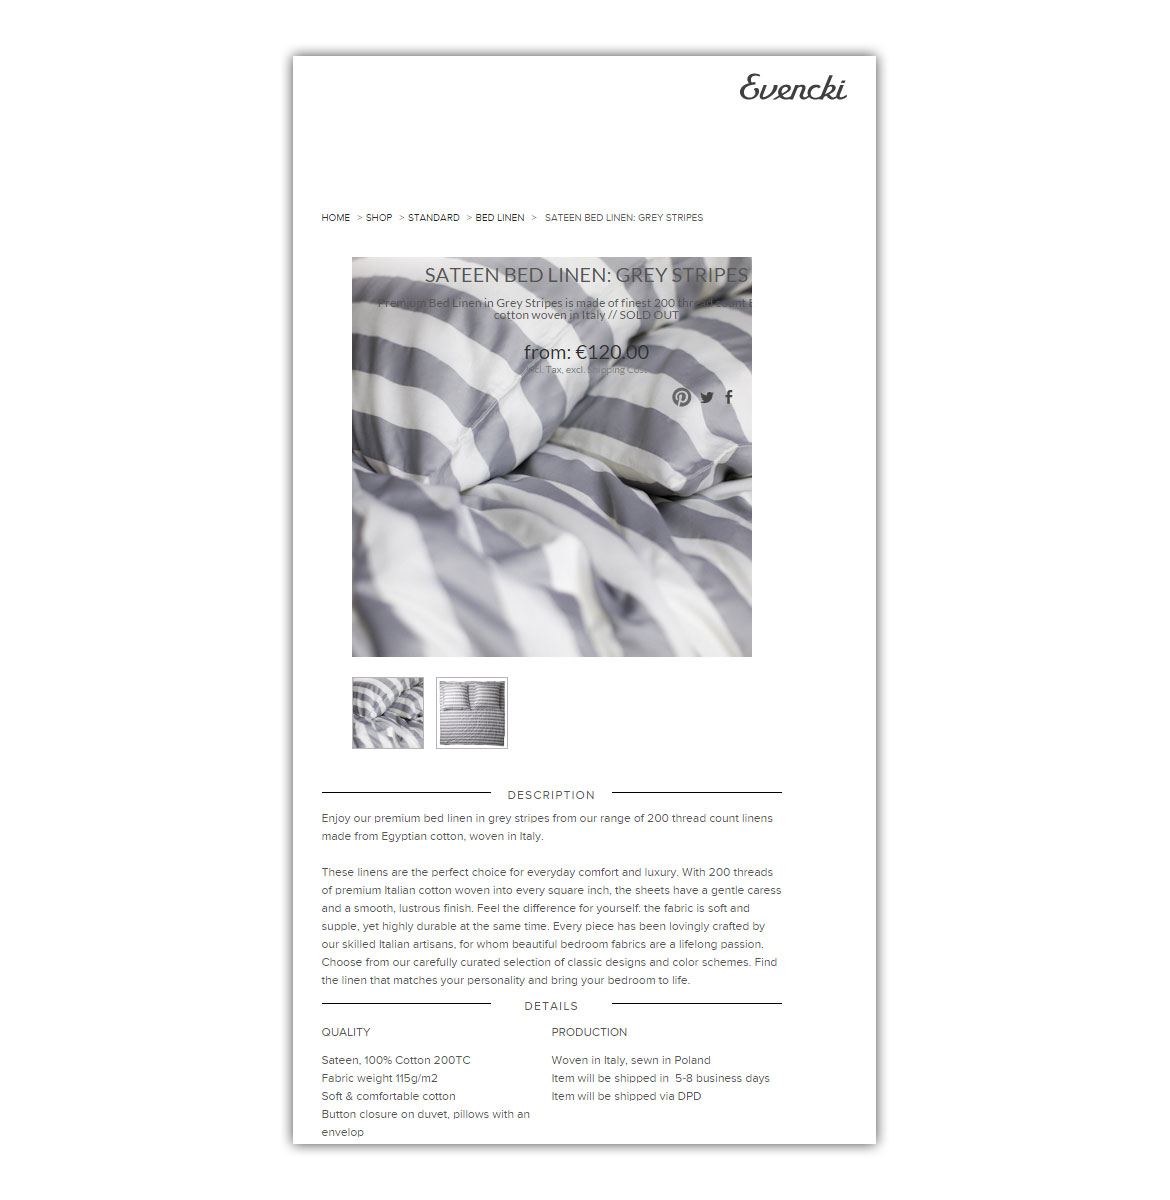 Evencki
HOME > SHOP > STANDARD > BED LINEN > SATEEN BED LINEN: GREY STRIPES
SATEEN BED LINEN: GREY STRIPES
Premium Bed Linen in Grey Stripes is made of finest 200 thread count
cotton woven in Italy // SOLD OUT
from: €120.00
incl. Tax, excl. Shipping Cost
DESCRIPTION
Enjoy our premium bed linen in grey stripes from our range of 200 thread count linens
made from Egyptian cotton, woven in Italy.
These linens are the perfect choice for everyday comfort and luxury. With 200 threads
of premium Italian cotton woven into every square inch, the sheets have a gentle caress
and a smooth, lustrous finish. Feel the difference for yourself: the fabric is soft and
supple, yet highly durable at the same time. Every piece has been lovingly crafted by
our skilled Italian artisans, for whom beautiful bedroom fabrics are a lifelong passion.
Choose from our carefully curated selection of classic designs and color schemes. Find
the linen that matches your personality and bring your bedroom to life.
DETAILS
QUALITY
Sateen, 100% Cotton 200TC
Fabric weight 115g/m2
Soft & comfortable cotton
Button closure on duvet, pillows with an
envelop
PRODUCTION
Woven in Italy, sewn in Poland
Item will be shipped in 5-8 business days
Item will be shipped via DPD